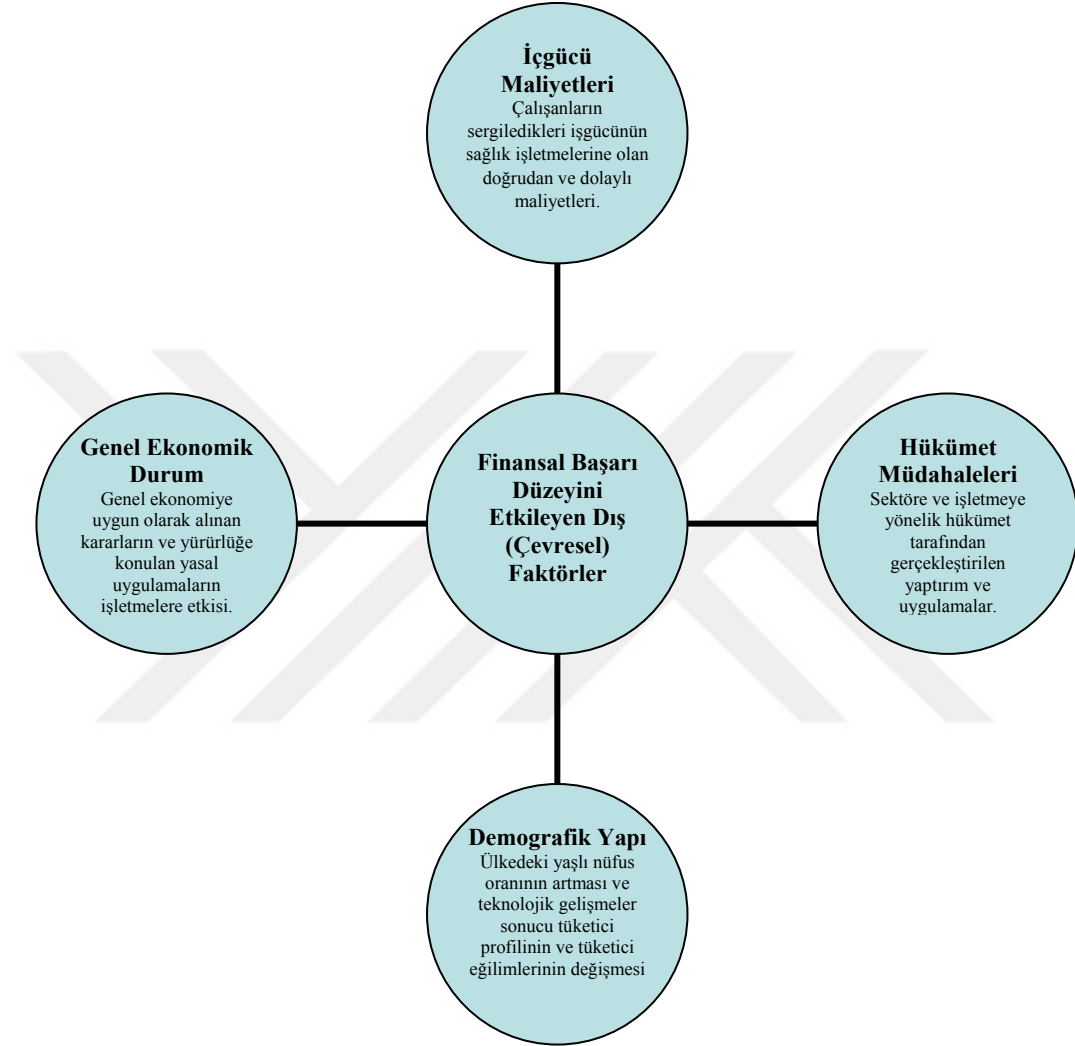 İçgücü
Maliyetleri
Çalışanların
sergiledikleri işgücünün
sağlık işletmelerine olan
doğrudan ve dolaylı
maliyetleri.
Genel Ekonomik
Durum
Genel ekonomiye
uygun olarak alınan
kararların ve yürürlüğe
konulan yasal
uygulamaların
işletmelere etkisi.
Finansal Başarı
Düzeyini
Etkileyen Dış
(Çevresel)
Faktörler
Hükümet
Müdahaleleri
Sektöre ve işletmeye
yönelik hükümet
tarafından
gerçekleştirilen
yaptırım ve
uygulamalar.
Demografik Yapı
Ülkedeki yaşlı nüfus
oranının artması ve
teknolojik gelişmeler
sonucu tüketici
profilinin ve tüketici
eğilimlerinin değişmesi